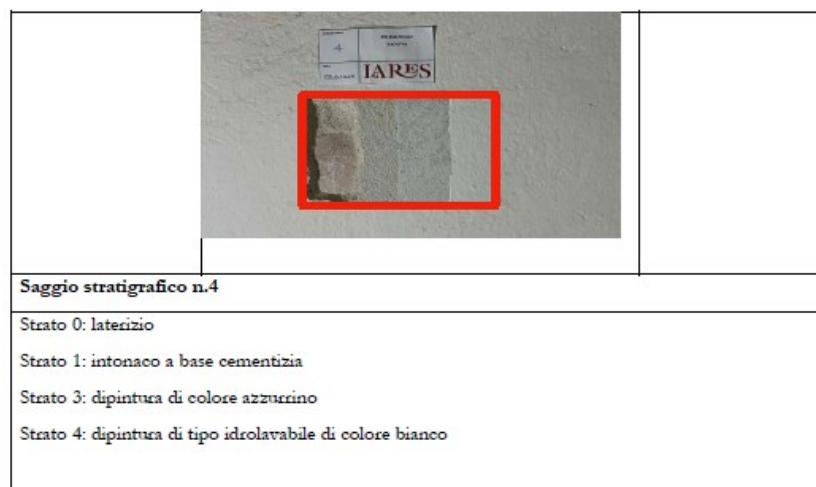 4
LARES
Saggio stratigrafico n.4
Strato 0: laterizio
Strato 1: intonaco a base cementizia
Strato 3: dipintura di colore azzurrino
Strato 4: dipintura di tipo idrolavabile di colore bianco